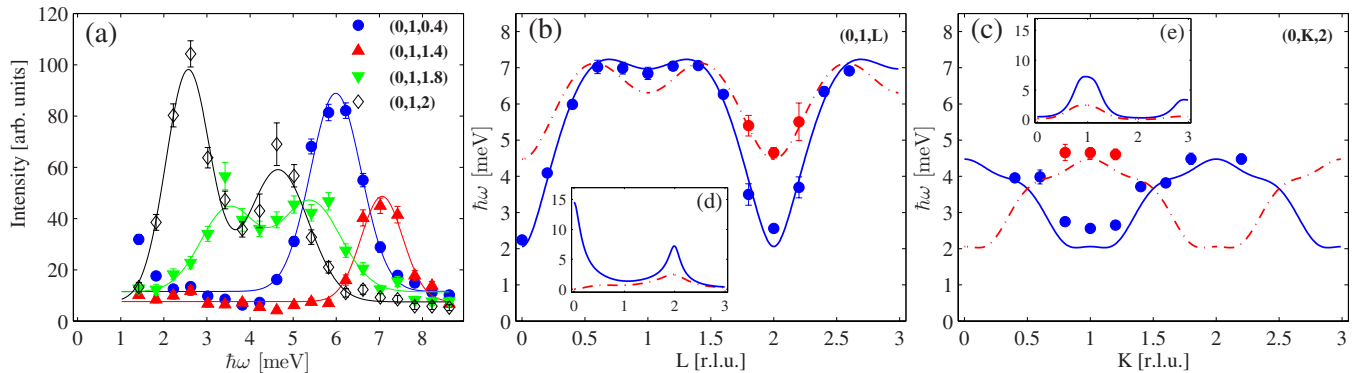 (a)
(0,1,0.4)
(0,1,1.4)
(0,1,1.8)
(0,1,2)
Intensity [arb. units]
120
100
80
60
40
20
0
0 1 2 3 4 5 6 7 8
ħω [meV]
(b)
(0,1,L)
ħω [meV]
8
7
6
5
4
3
2
1
0
0 0.5 1 1.5 2 2.5 3
L [r.l.u.]
(d)
15
10
5
0
0 1 2 3
(c)
(0,K,2)
ħω [meV]
8
7
6
5
4
3
2
1
0
0 0.5 1 1.5 2 2.5 3
K [r.l.u.]
(e)
15
10
5
0
0 1 2 3